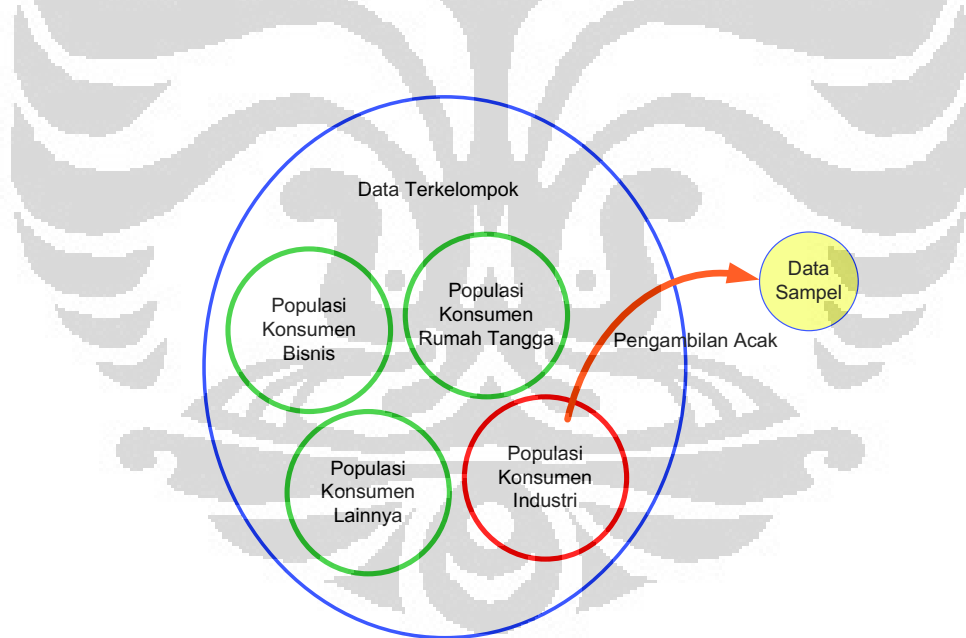 Data Terkelompok
Populasi
Konsumen
Bisnis
Populasi
Konsumen
Rumah Tangga
Data
Sampel
Pengambilan Acak
Populasi
Konsumen
Lainnya
Populasi
Konsumen
Industri